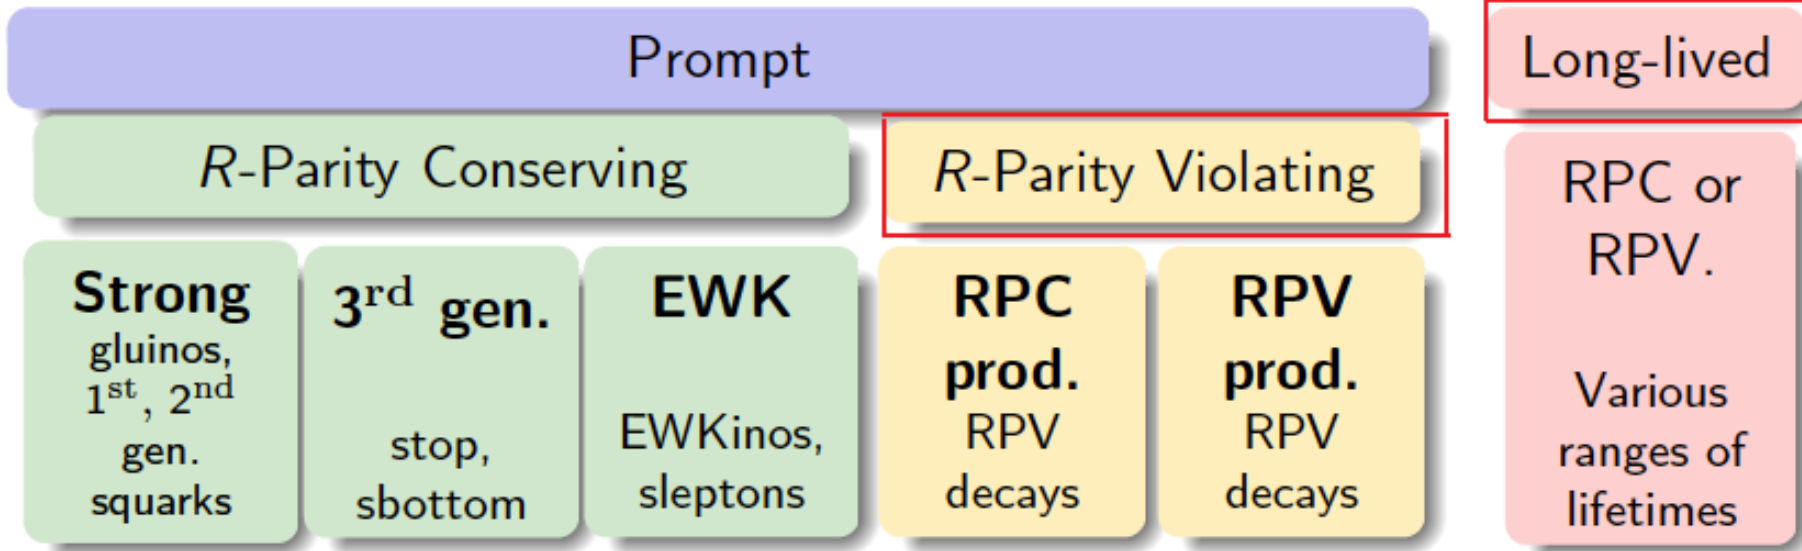 Prompt
Long-lived
R-Parity Conserving
R-Parity Violating
Strong
gluinos,
1st, 2nd
gen.
squarks
3rd gen.
stop,
sbottom
EWK
EWKinos,
sleptons
RPC
prod.
RPV
decays
RPV
prod.
RPV
decays
RPC or
RPV.
Various
ranges of
lifetimes